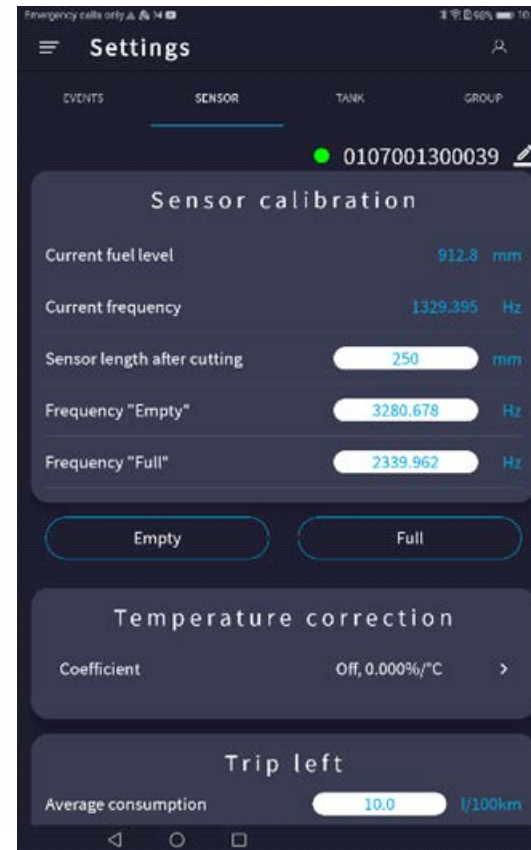 Emergency calls only
96% 10
Settings
EVENTS SENSOR TANK GROUP
0107001300039
Sensor calibration
Current fuel level 912.8 mm
Current frequency 1329.395 Hz
Sensor length after cutting 250 mm
Frequency "Empty" 3280.678 Hz
Frequency "Full" 2339.962 Hz
Empty Full
Temperature correction
Coefficient Off, 0.000%/°C >
Trip left
Average consumption 10.0 l/100km